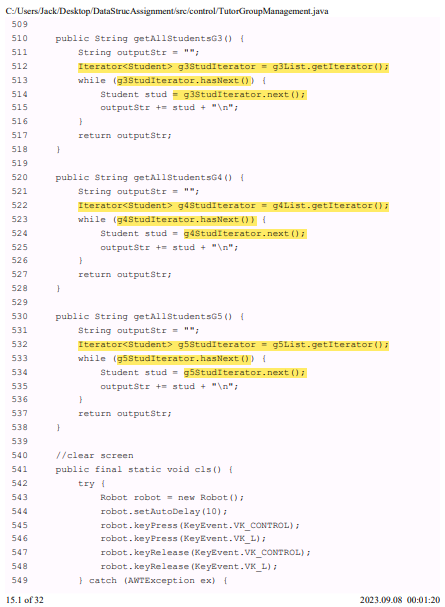 C:/Users/Jack/Desktop/DataStrucAssignment/src/control/TutorGroupManagement.java
509
510    public String getAllStudentsG3() {
511        String outputStr = "";
512        Iterator<Student> g3StudIterator = g3List.getIterator();
513        while (g3StudIterator.hasNext()) {
514            Student stud = g3StudIterator.next();
515            outputStr += stud + "\n";
516        }
517        return outputStr;
518    }
519
520    public String getAllStudentsG4() {
521        String outputStr = "";
522        Iterator<Student> g4StudIterator = g4List.getIterator();
523        while (g4StudIterator.hasNext()) {
524            Student stud = g4StudIterator.next();
525            outputStr += stud + "\n";
526        }
527        return outputStr;
528    }
529
530    public String getAllStudentsG5() {
531        String outputStr = "";
532        Iterator<Student> g5StudIterator = g5List.getIterator();
533        while (g5StudIterator.hasNext()) {
534            Student stud = g5StudIterator.next();
535            outputStr += stud + "\n";
536        }
537        return outputStr;
538    }
539
540    //clear screen
541    public final static void cls() {
542        try {
543            Robot robot = new Robot();
544            robot.setAutoDelay(10);
545            robot.keyPress(KeyEvent.VK_CONTROL);
546            robot.keyPress(KeyEvent.VK_L);
547            robot.keyRelease(KeyEvent.VK_CONTROL);
548            robot.keyRelease(KeyEvent.VK_L);
549        } catch (AWTException ex) {
15.1 of 32    2023.09.08 00:01:20